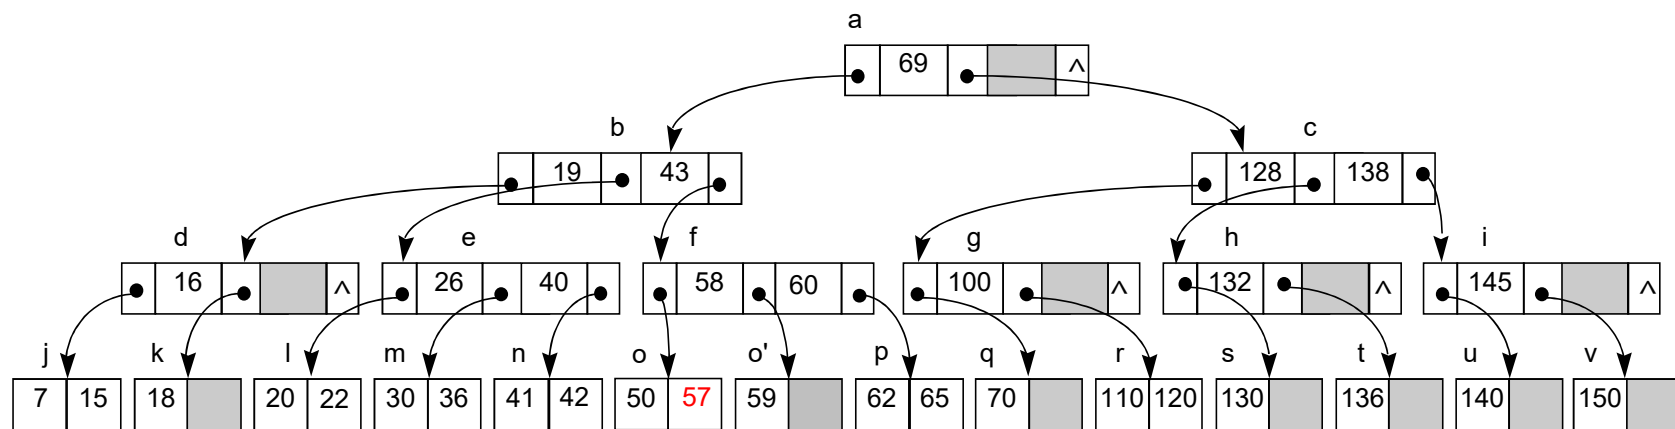 a
69 ^
b c
19 43 128 138
d e f g h i
16 ^ 26 40 58 60 100 ^ 132 ^ 145 ^
j k l m n o o' p q r s t u v
7 15 18 20 22 30 36 41 42 50 57 59 62 65 70 110 120 130 136 140 150